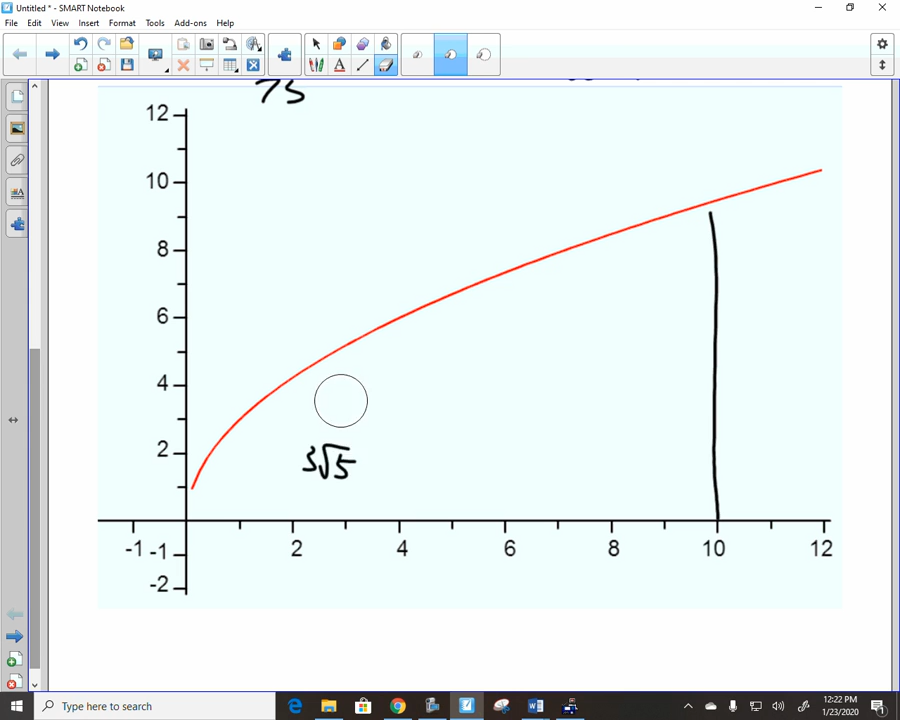 Untitled * - SMART Notebook
File Edit View Insert Format Tools Add-ons Help
75
12
10
8
6
4
2
-1 -1 2 4 6 8 10 12
-2
3√5
Type here to search
12:22 PM
1/23/2020